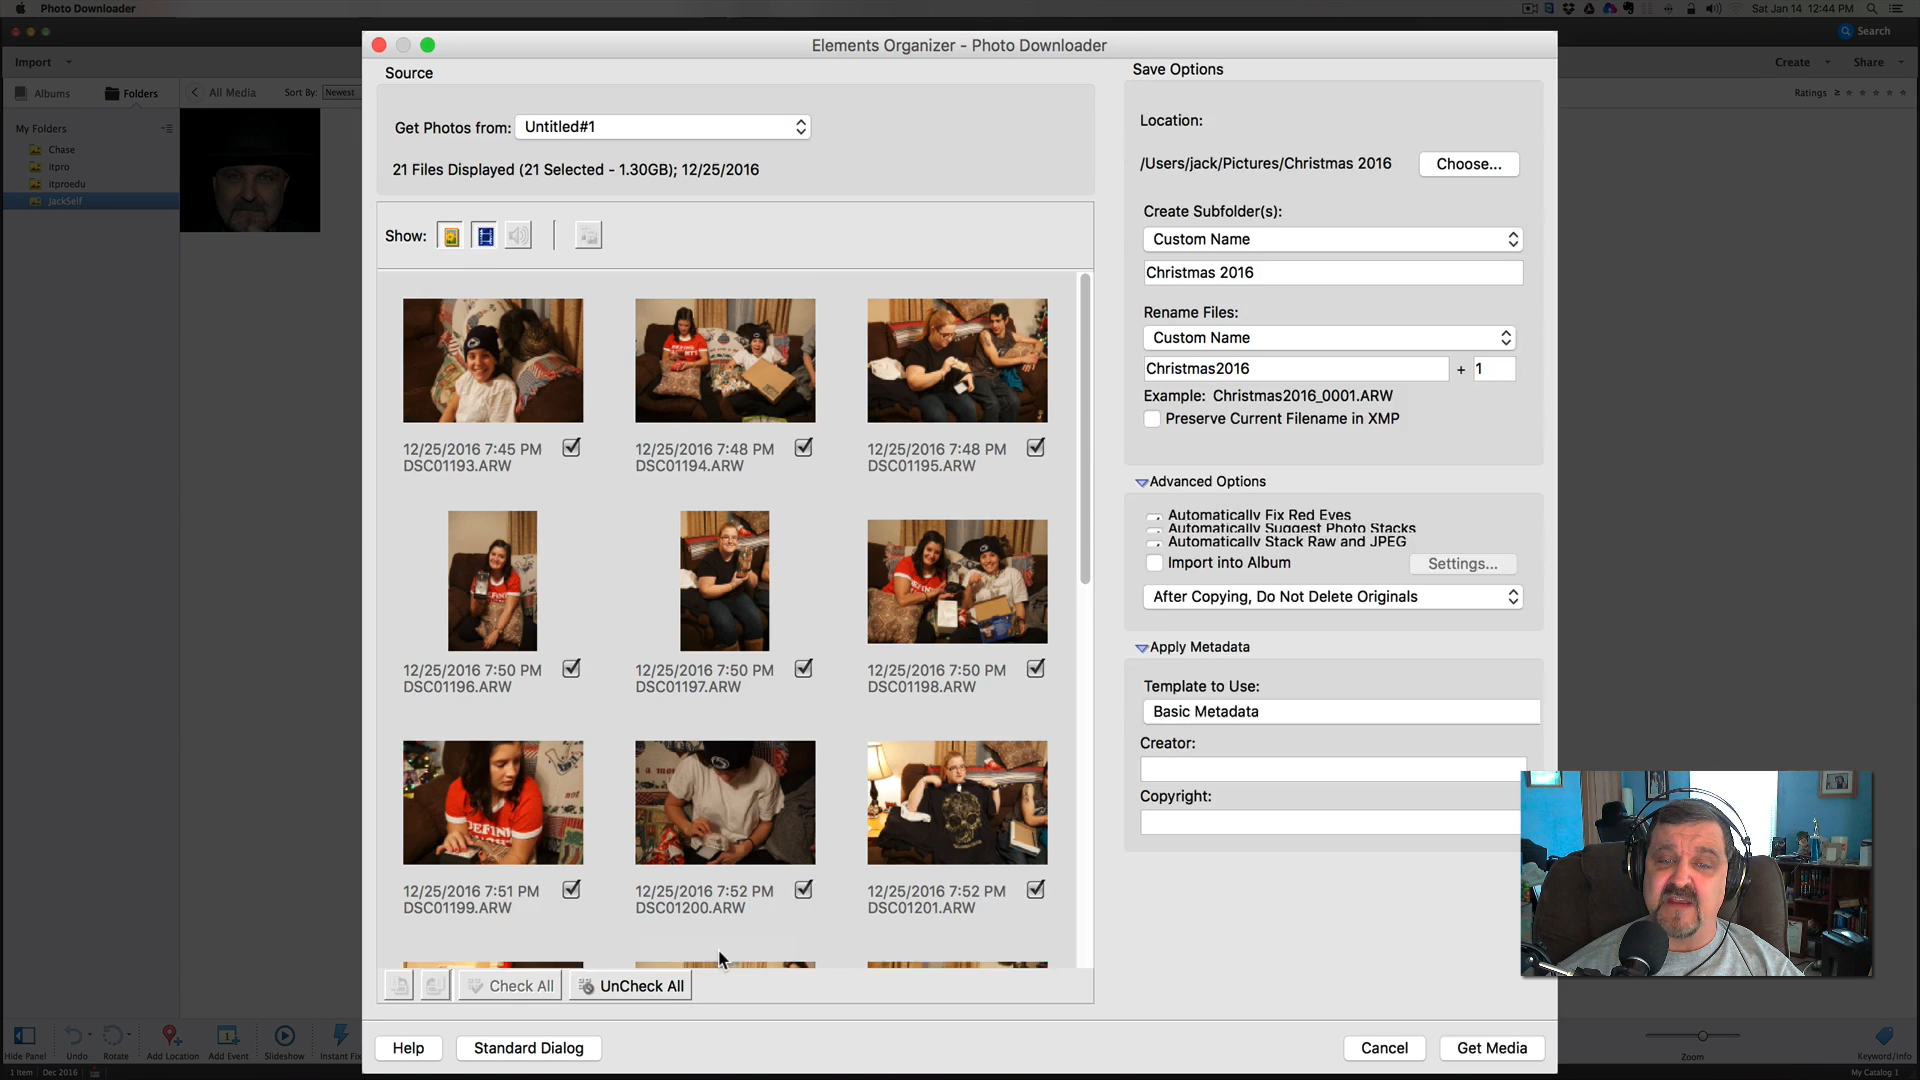 Photo Downloader
Sat Jan 14 12:44 PM
Search
Import
Create
Share
Albums
Folders
All Media
Sort By:
Newest
Ratings ≥
My Folders
Chase
itpro
itproedu
JackSelf
Elements Organizer - Photo Downloader
Source
Get Photos from: Untitled#1
21 Files Displayed (21 Selected - 1.30GB); 12/25/2016
Show:
12/25/2016 7:45 PM
DSC01193.ARW
12/25/2016 7:48 PM
DSC01194.ARW
12/25/2016 7:48 PM
DSC01195.ARW
12/25/2016 7:50 PM
DSC01196.ARW
12/25/2016 7:50 PM
DSC01197.ARW
12/25/2016 7:50 PM
DSC01198.ARW
12/25/2016 7:51 PM
DSC01199.ARW
12/25/2016 7:52 PM
DSC01200.ARW
12/25/2016 7:52 PM
DSC01201.ARW
Check All
UnCheck All
Help
Standard Dialog
Save Options
Location:
/Users/jack/Pictures/Christmas 2016
Choose...
Create Subfolder(s):
Custom Name
Christmas 2016
Rename Files:
Custom Name
Christmas2016 + 1
Example: Christmas2016_0001.ARW
Preserve Current Filename in XMP
Advanced Options
Automatically Fix Red Eyes
Automatically Suggest Photo Stacks
Automatically Stack Raw and JPEG
Import into Album
Settings...
After Copying, Do Not Delete Originals
Apply Metadata
Template to Use:
Basic Metadata
Creator:
Copyright:
Cancel
Get Media
Hide Panel
Undo
Rotate
Add Location
Add Event
Slideshow
Instant Fix
Zoom
Keyword/Info
1 Item
Dec 2016
My Catalog 1